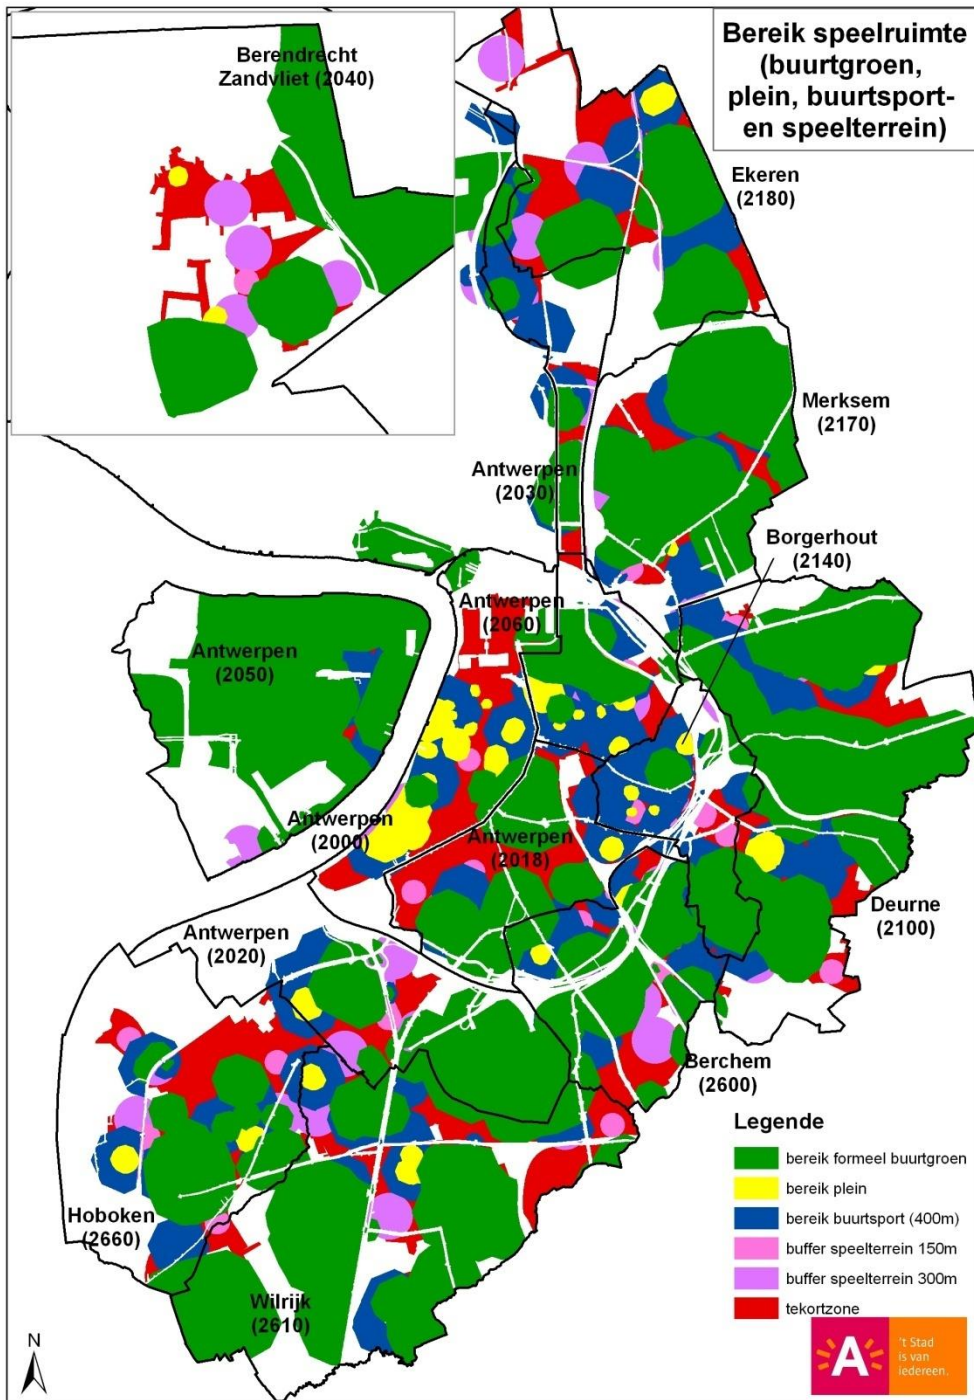 Bereik speelruimte
(buurtgroen,
plein, buurtsport-
en speelterrein)
Berendrecht
Zandvliet (2040)
Ekeren
(2180)
Merksem
(2170)
Antwerpen
(2030)
Borgerhout
(2140)
Antwerpen
(2060)
Antwerpen
(2050)
Antwerpen
(2000)
Antwerpen
(2018)
Deurne
(2100)
Antwerpen
(2020)
Berchem
(2600)
Hoboken
(2660)
Wilrijk
(2610)
Legende
bereik formeel buurtgroen
bereik plein
bereik buurtsport (400m)
buffer speelterrein 150m
buffer speelterrein 300m
tekortzone
N
A
't Stad
is van
iedereen.